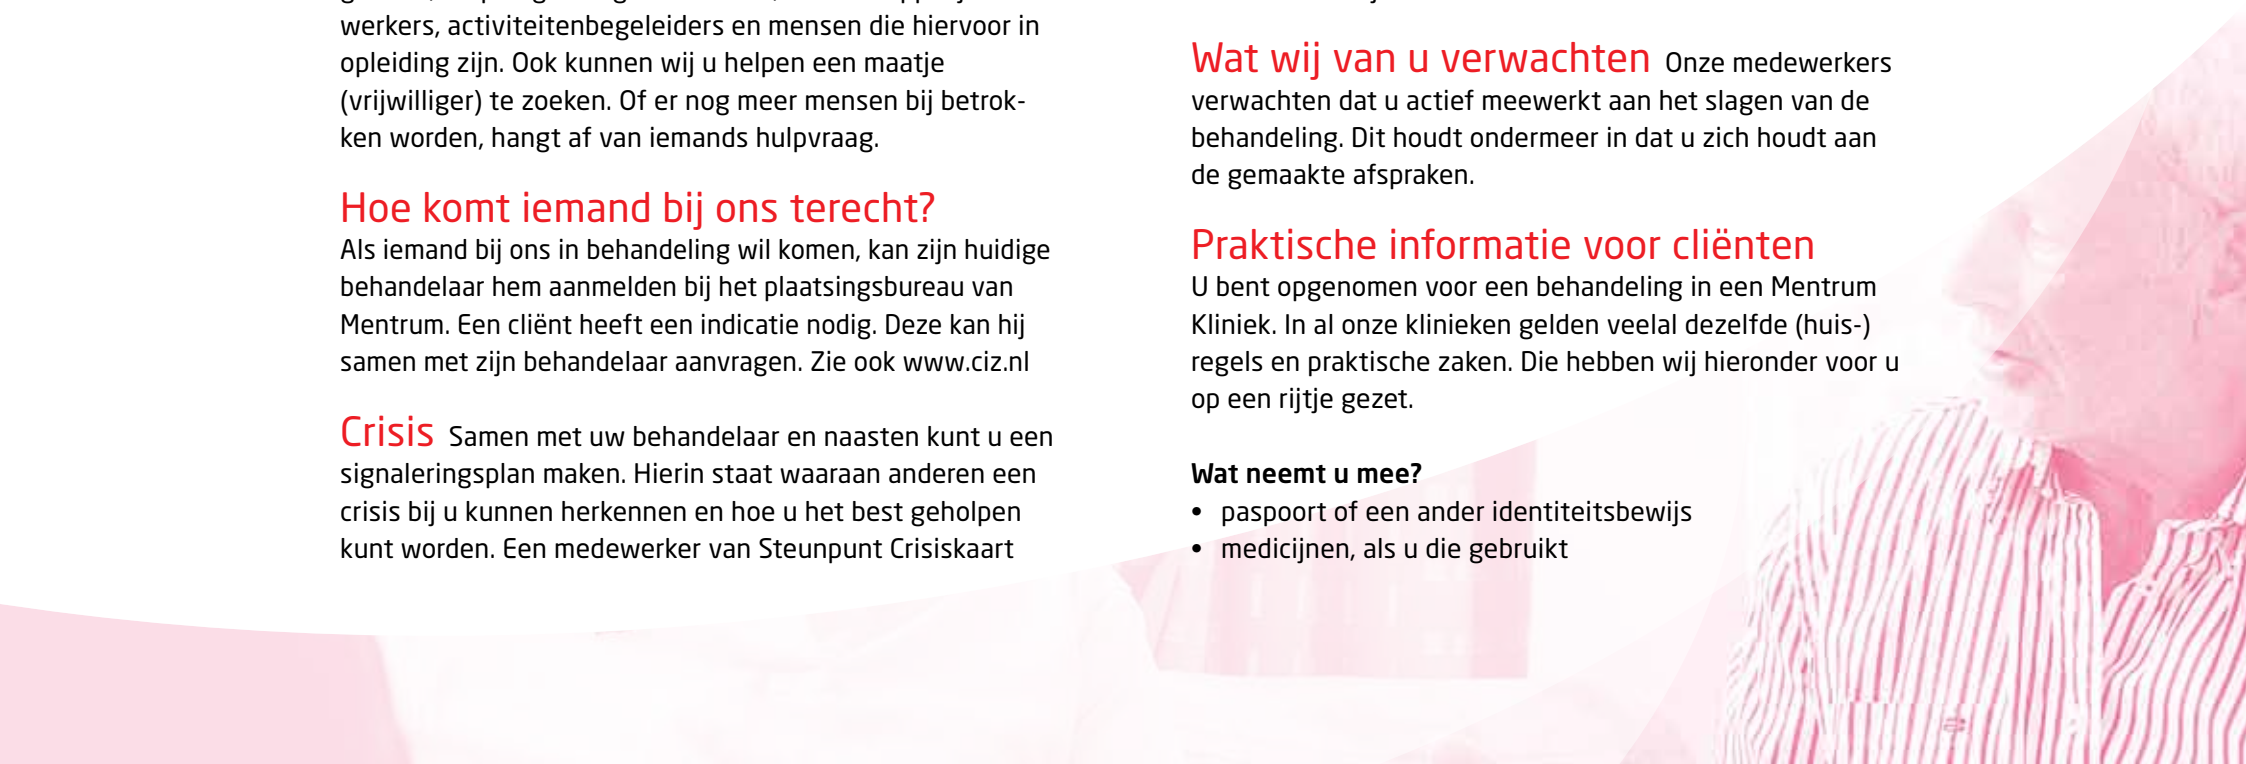 werkers, activiteitenbegeleiders en mensen die hiervoor in
opleiding zijn. Ook kunnen wij u helpen een maatje
(vrijwilliger) te zoeken. Of er nog meer mensen bij betrok-
ken worden, hangt af van iemands hulpvraag.
Hoe komt iemand bij ons terecht?
Als iemand bij ons in behandeling wil komen, kan zijn huidige
behandelaar hem aanmelden bij het plaatsingsbureau van
Mentrum. Een cliënt heeft een indicatie nodig. Deze kan hij
samen met zijn behandelaar aanvragen. Zie ook www.ciz.nl
Crisis Samen met uw behandelaar en naasten kunt u een
signaleringsplan maken. Hierin staat waaraan anderen een
crisis bij u kunnen herkennen en hoe u het best geholpen
kunt worden. Een medewerker van Steunpunt Crisiskaart
Wat wij van u verwachten Onze medewerkers
verwachten dat u actief meewerkt aan het slagen van de
behandeling. Dit houdt ondermeer in dat u zich houdt aan
de gemaakte afspraken.
Praktische informatie voor cliënten
U bent opgenomen voor een behandeling in een Mentrum
Kliniek. In al onze klinieken gelden veelal dezelfde (huis-)
regels en praktische zaken. Die hebben wij hieronder voor u
op een rijtje gezet.
Wat neemt u mee?
• paspoort of een ander identiteitsbewijs
• medicijnen, als u die gebruikt